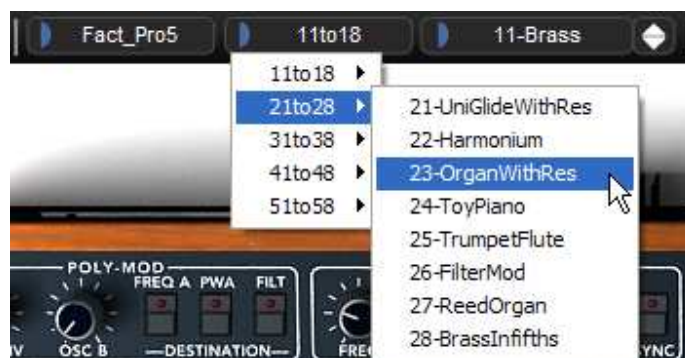 Fact_Pro5 11to18 11-Brass
11to18
21to28
31to38
41to48
51to58
21-UniGlideWithRes
22-Harmonium
23-OrganWithRes
24-ToyPiano
25-TrumpetFlute
26-FilterMod
27-ReedOrgan
28-BrassInfifths
POLY-MOD
FREQ A PWA FILT
OSC B DESTINATION
SYNC